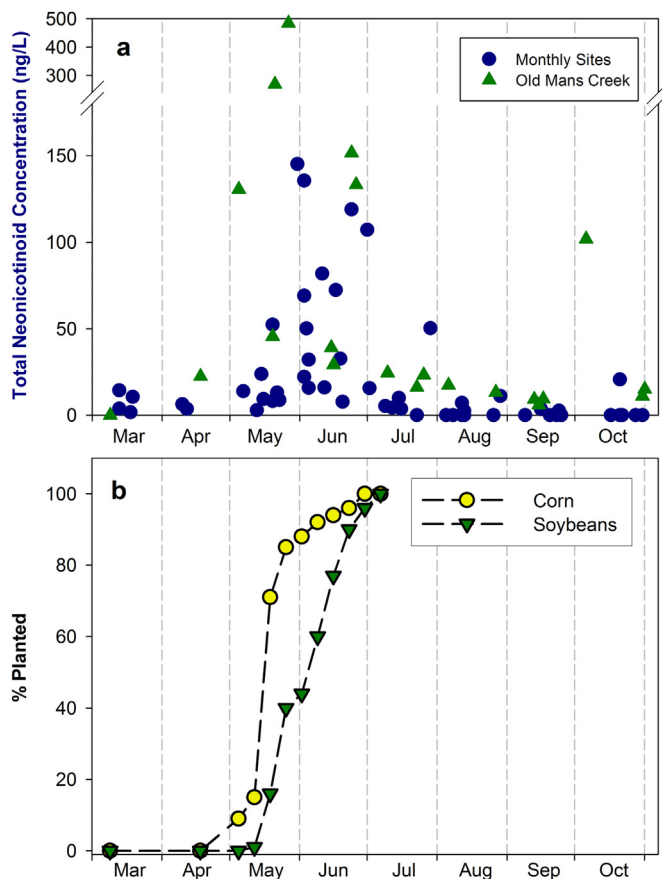 Total Neonicotinoid Concentration (ng/L)
500
400
300
150
100
50
0
a
Monthly Sites
Old Mans Creek
Mar Apr May Jun Jul Aug Sep Oct
% Planted
100
80
60
40
20
0
b
Corn
Soybeans
Mar Apr May Jun Jul Aug Sep Oct